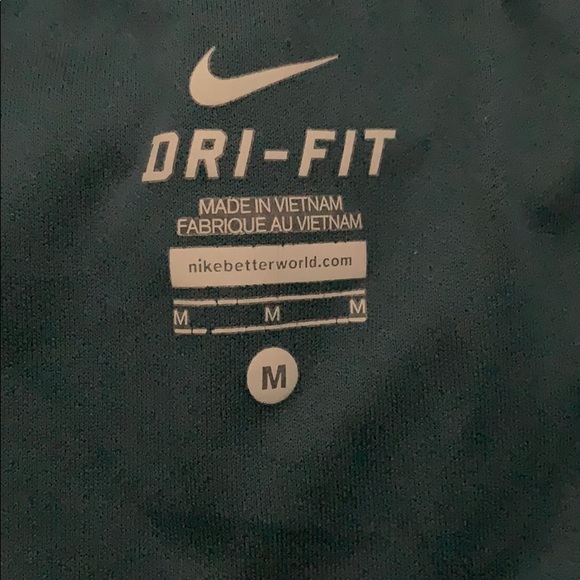 DRI-FIT
MADE IN VIETNAM
FABRIQUE AU VIETNAM
nikebetterworld.com
M M M
M